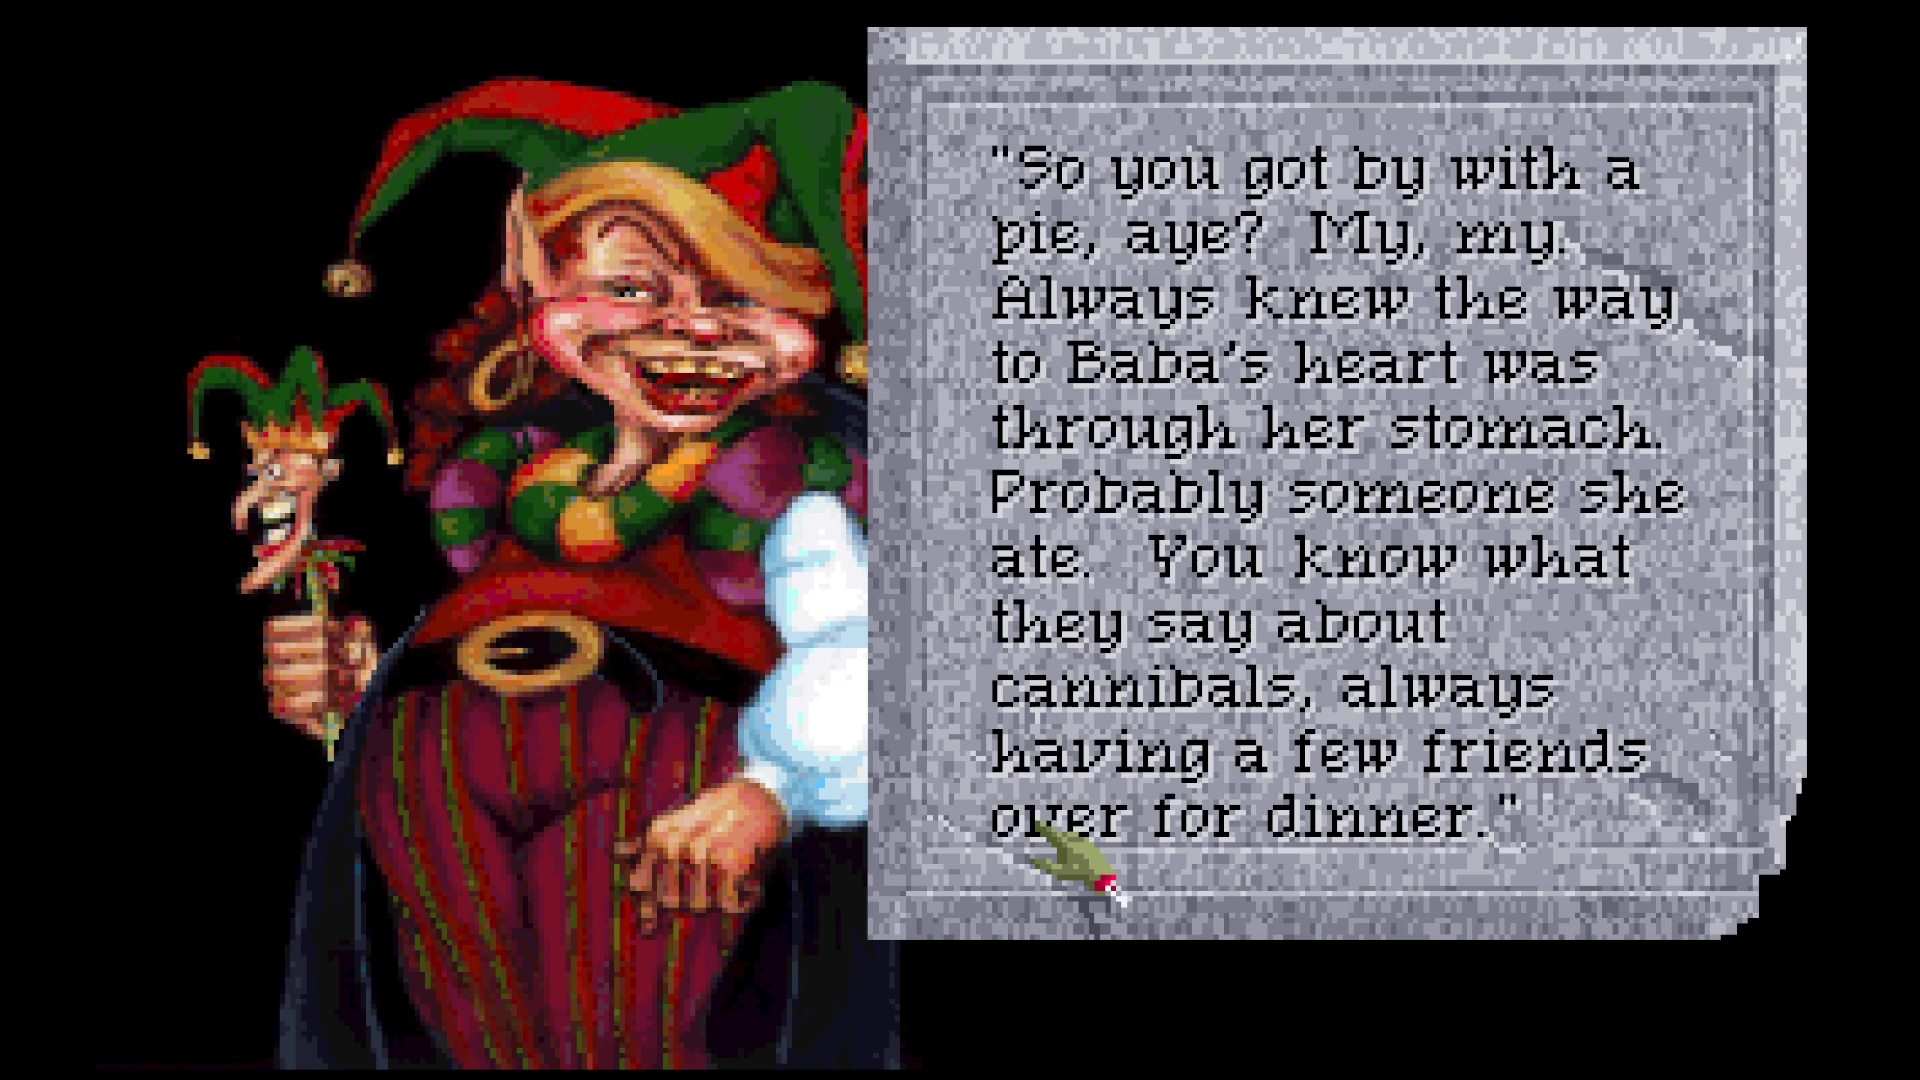 "So you got by with a
pie, aye?  My, my.
Always knew the way
to Baba's heart was
through her stomach.
Probably someone she
ate.  You know what
they say about
cannibals, always
having a few friends
over for dinner."